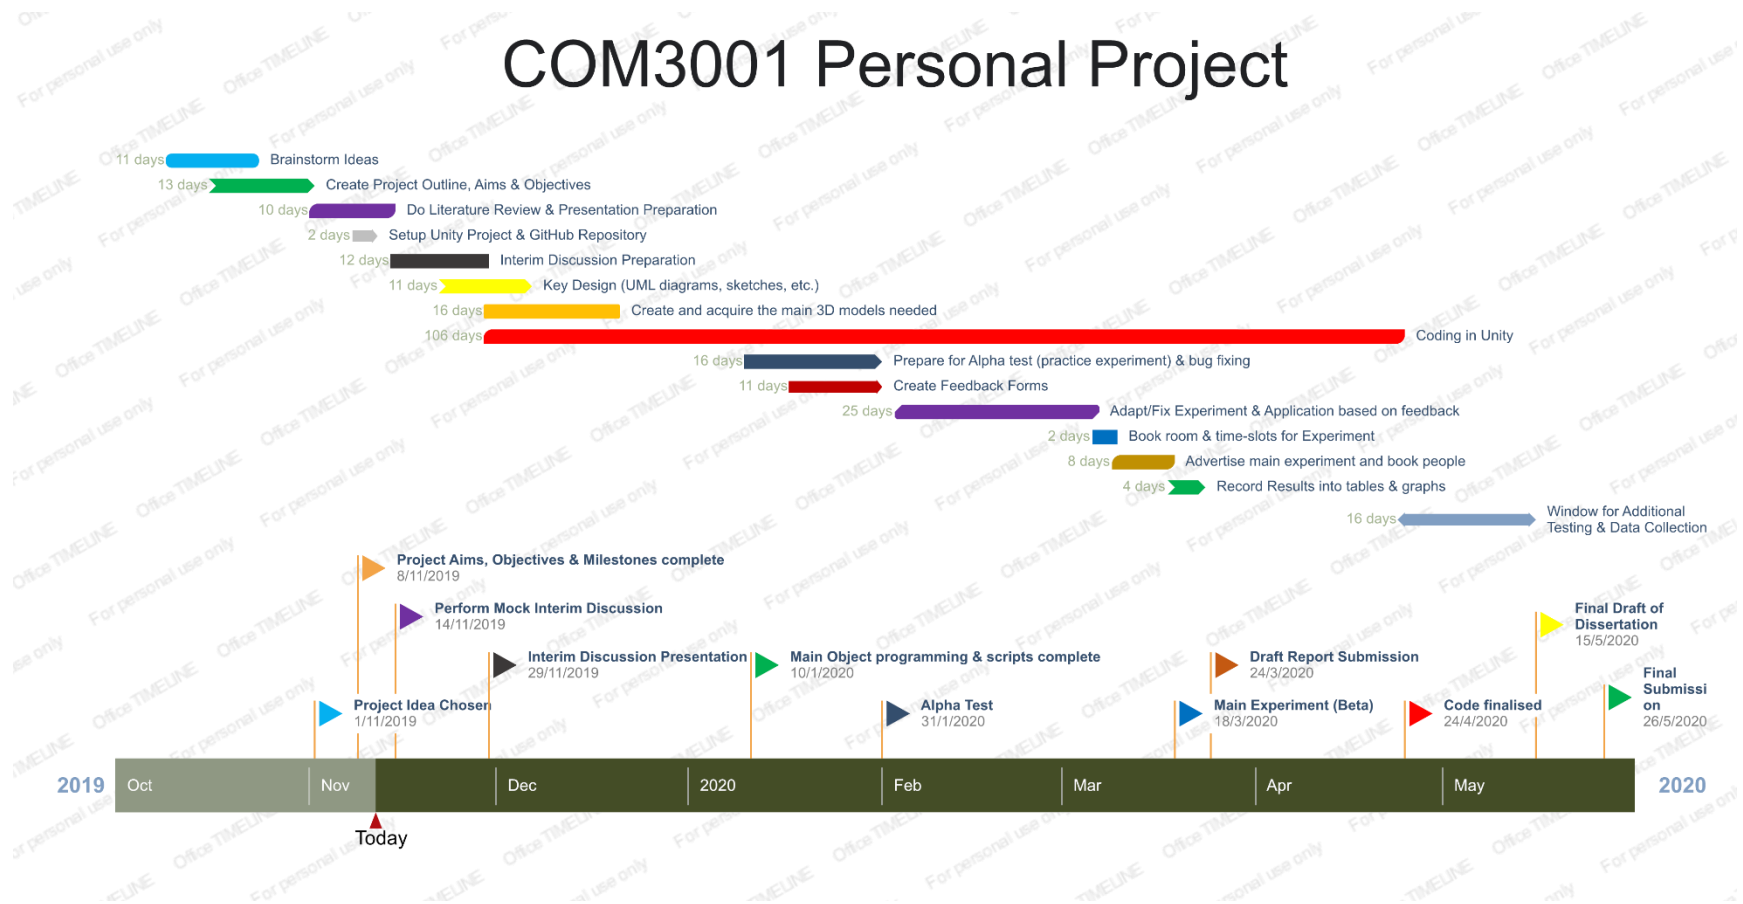 COM3001 Personal Project
11 days Brainstorm Ideas
13 days Create Project Outline, Aims & Objectives
10 days Do Literature Review & Presentation Preparation
2 days Setup Unity Project & GitHub Repository
12 days Interim Discussion Preparation
11 days Key Design (UML diagrams, sketches, etc.)
16 days Create and acquire the main 3D models needed
106 days Coding in Unity
16 days Prepare for Alpha test (practice experiment) & bug fixing
11 days Create Feedback Forms
25 days Adapt/Fix Experiment & Application based on feedback
2 days Book room & time-slots for Experiment
8 days Advertise main experiment and book people
4 days Record Results into tables & graphs
16 days Window for Additional
Testing & Data Collection
Project Aims, Objectives & Milestones complete
8/11/2019
Perform Mock Interim Discussion
14/11/2019
Final Draft of
Dissertation
15/5/2020
Interim Discussion Presentation
29/11/2019
Main Object programming & scripts complete
10/1/2020
Draft Report Submission
24/3/2020
Final
Submissi
on
26/5/2020
Project Idea Chosen
1/11/2019
Alpha Test
31/1/2020
Main Experiment (Beta)
18/3/2020
Code finalised
24/4/2020
2019 Oct Nov Dec 2020 Feb Mar Apr May 2020
Today
Office TIMELINE
For personal use only